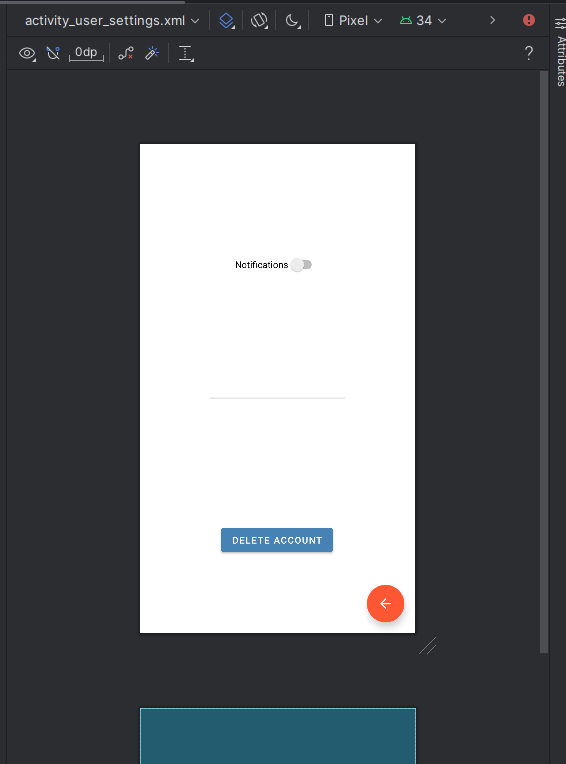 activity_user_settings.xml
Pixel
34
0dp
?
Attributes
Notifications
DELETE ACCOUNT